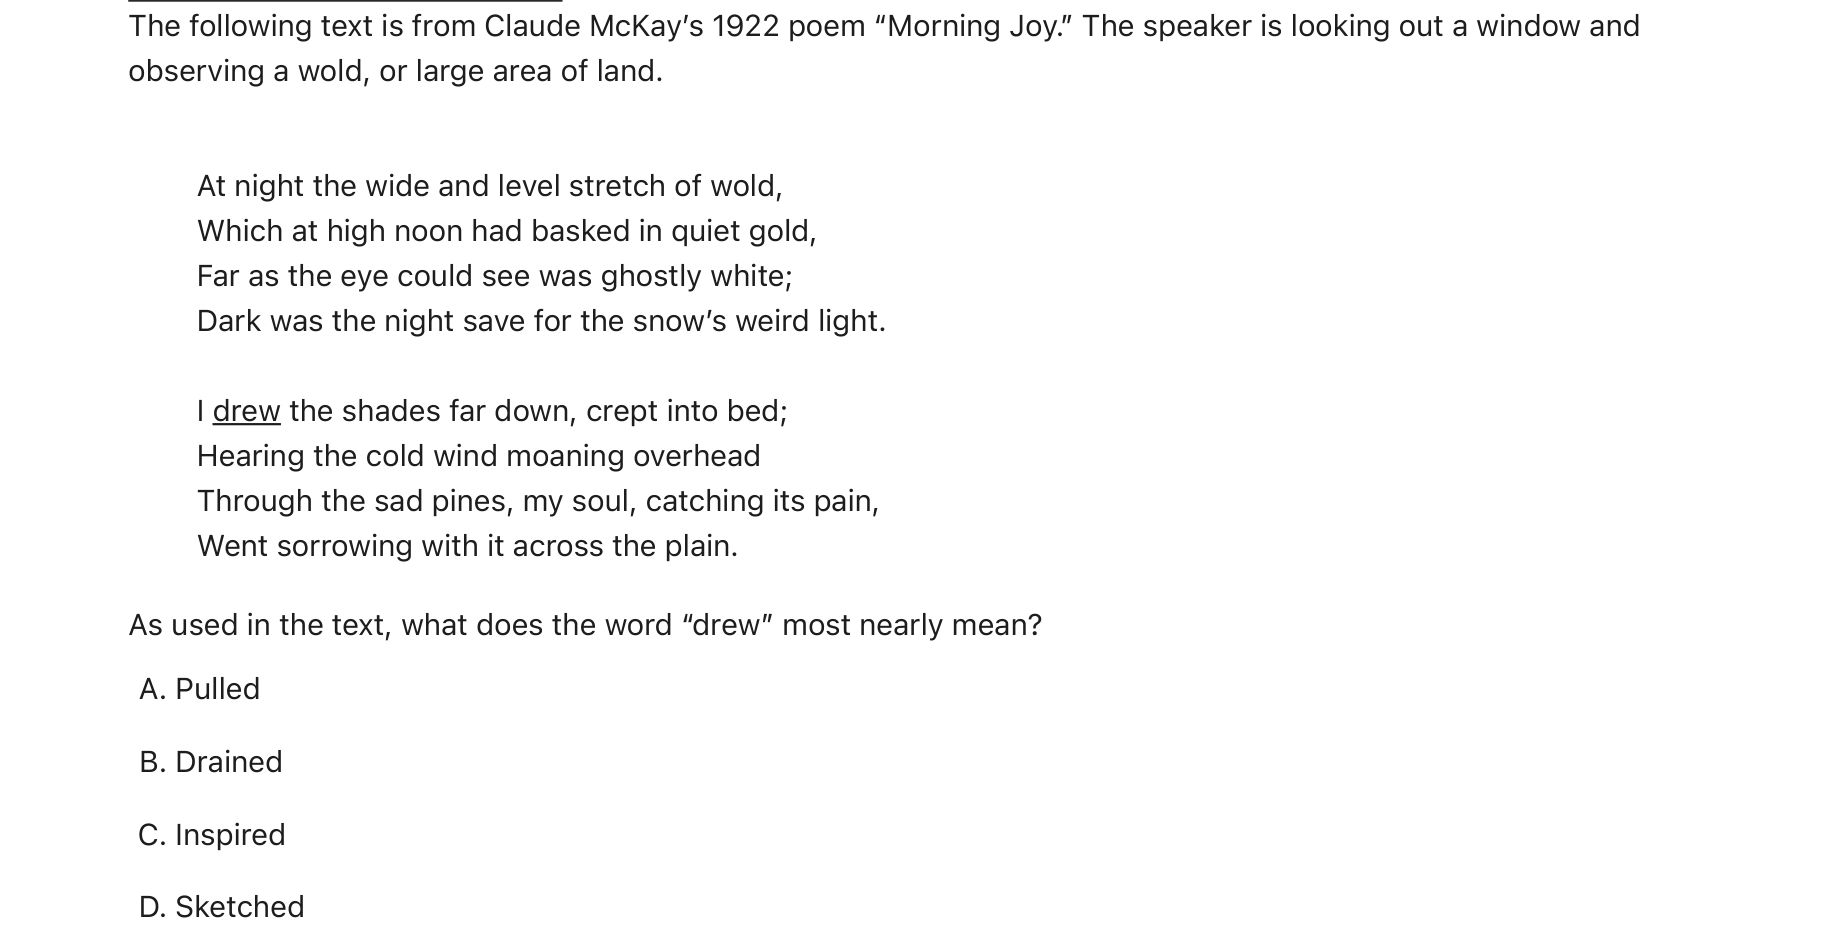 The following text is from Claude McKay’s 1922 poem “Morning Joy.” The speaker is looking out a window and
observing a wold, or large area of land.
At night the wide and level stretch of wold,
Which at high noon had basked in quiet gold,
Far as the eye could see was ghostly white;
Dark was the night save for the snow’s weird light.
I drew the shades far down, crept into bed;
Hearing the cold wind moaning overhead
Through the sad pines, my soul, catching its pain,
Went sorrowing with it across the plain.
As used in the text, what does the word “drew” most nearly mean?
A. Pulled
B. Drained
C. Inspired
D. Sketched